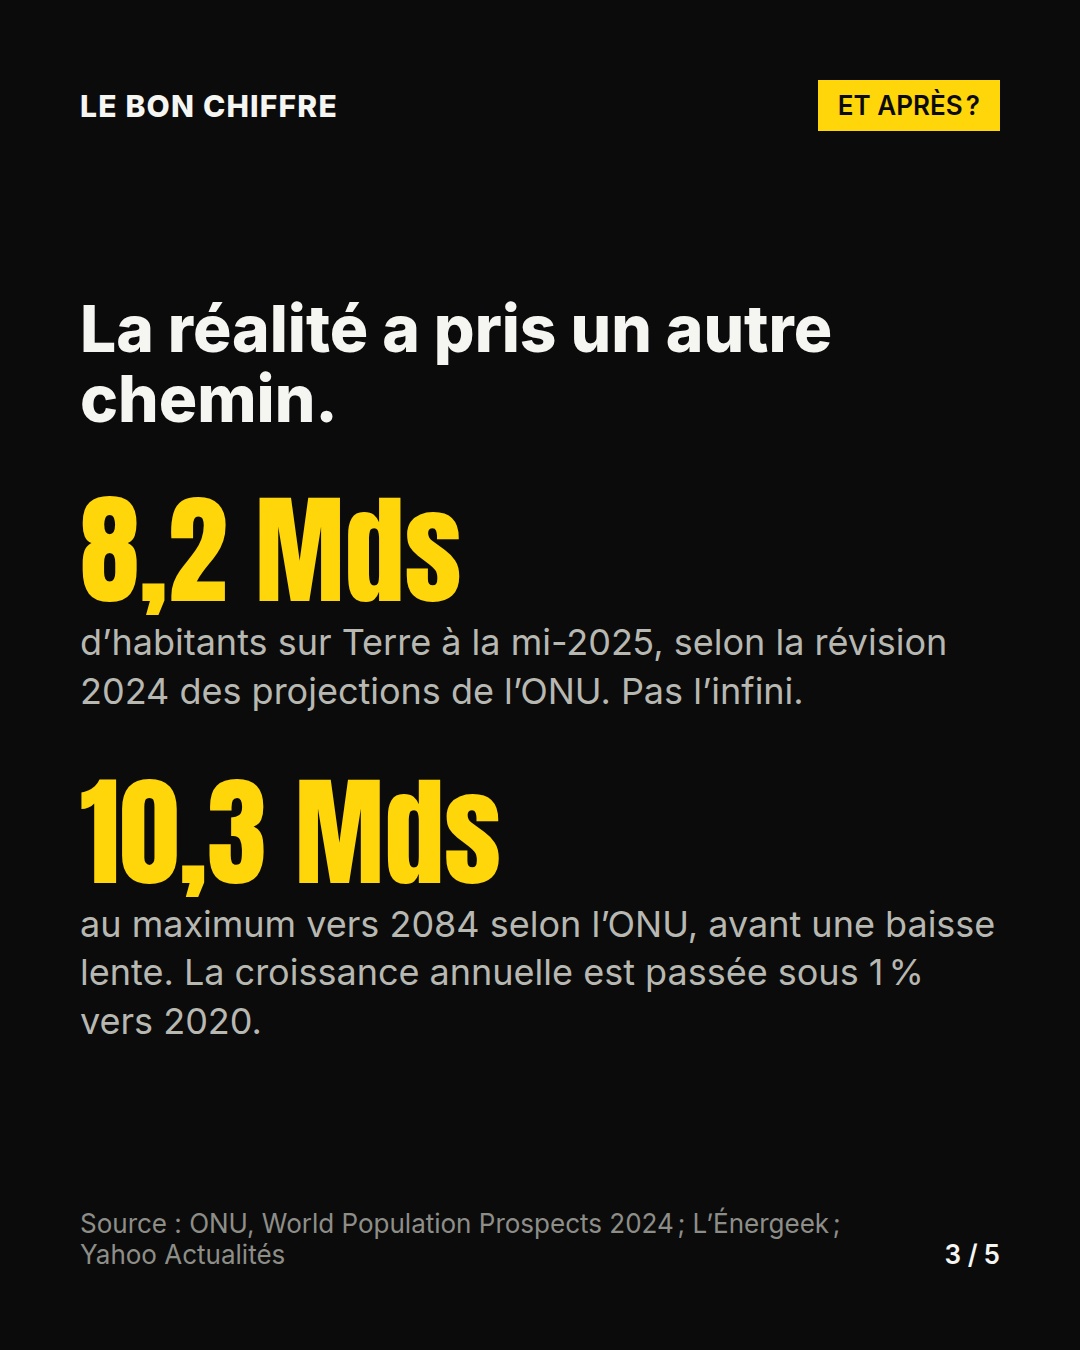 LE BON CHIFFRE
ET APRÈS ?
La réalité a pris un autre
chemin.
8,2 Mds
d’habitants sur Terre à la mi-2025, selon la révision
2024 des projections de l’ONU. Pas l’infini.
10,3 Mds
au maximum vers 2084 selon l’ONU, avant une baisse
lente. La croissance annuelle est passée sous 1 %
vers 2020.
Source : ONU, World Population Prospects 2024 ; L’Énergeek ;
Yahoo Actualités
3 / 5